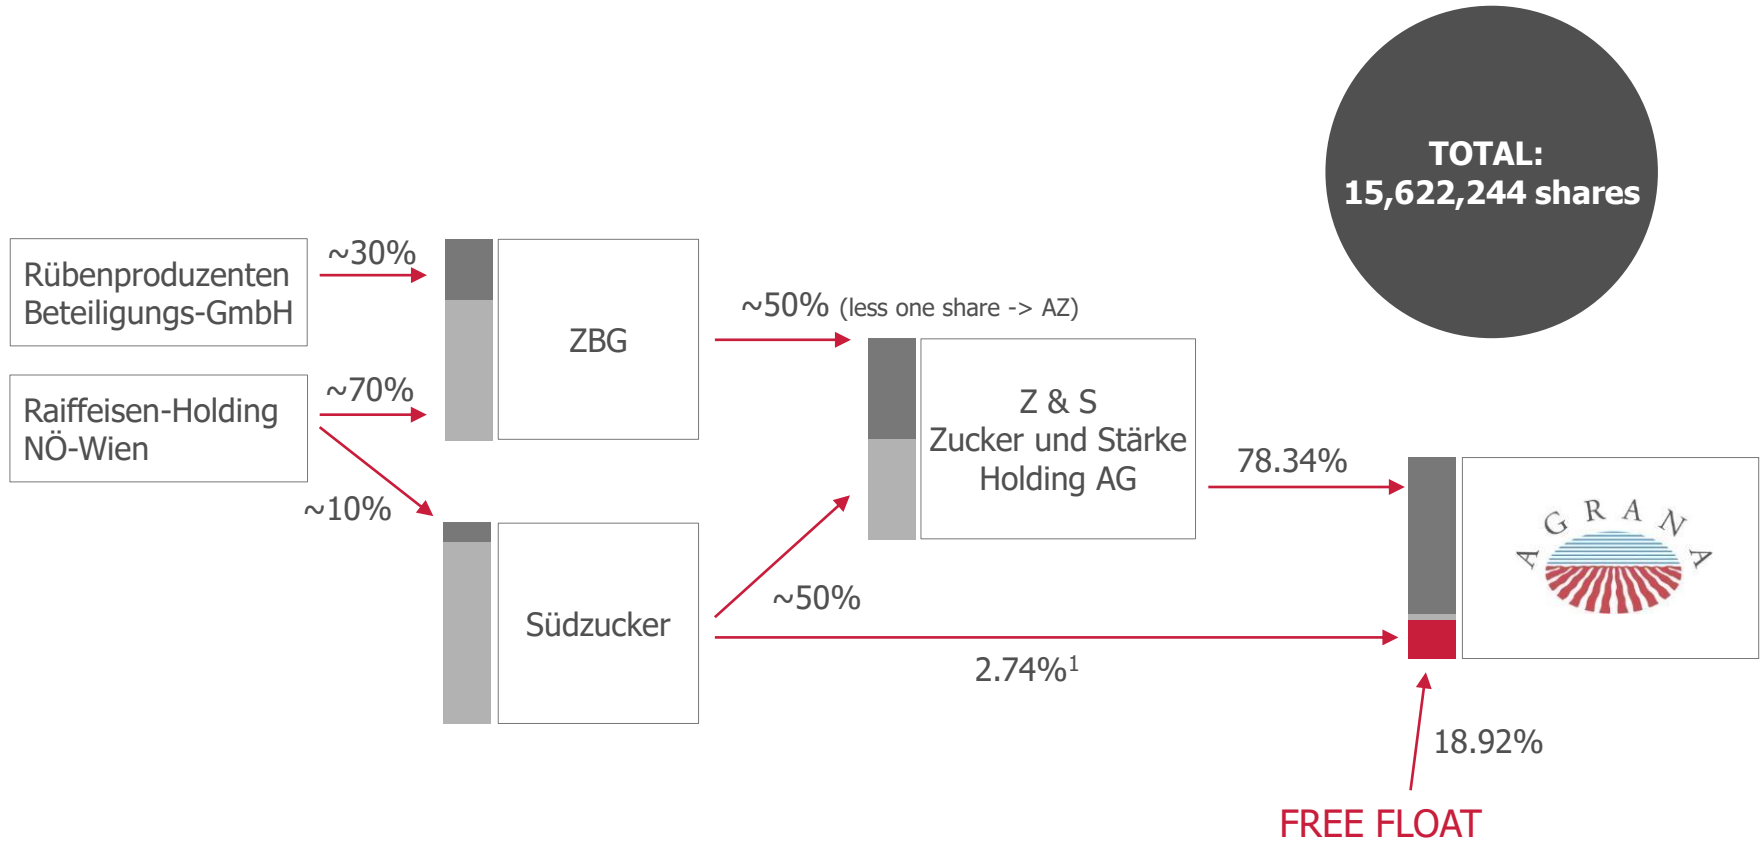 TOTAL:
15,622,244 shares
Rübenproduzenten
Beteiligungs-GmbH
~30%
ZBG
~50% (less one share -> AZ)
Raiffeisen-Holding
NÖ-Wien
~70%
~10%
Z & S
Zucker und Stärke
Holding AG
78.34%
AGRANA
Südzucker
~50%
2.74%¹
18.92%
FREE FLOAT